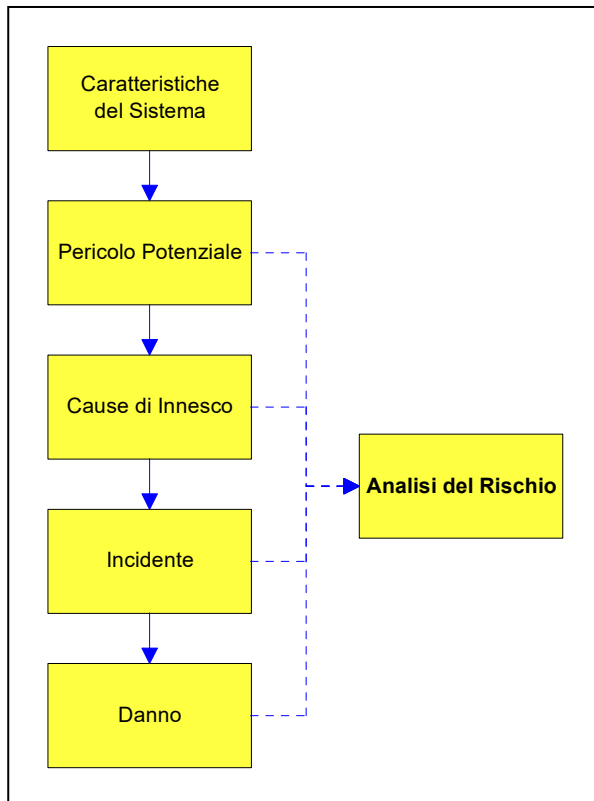 Caratteristiche
del Sistema
Pericolo Potenziale
Cause di Innesco
Analisi del Rischio
Incidente
Danno